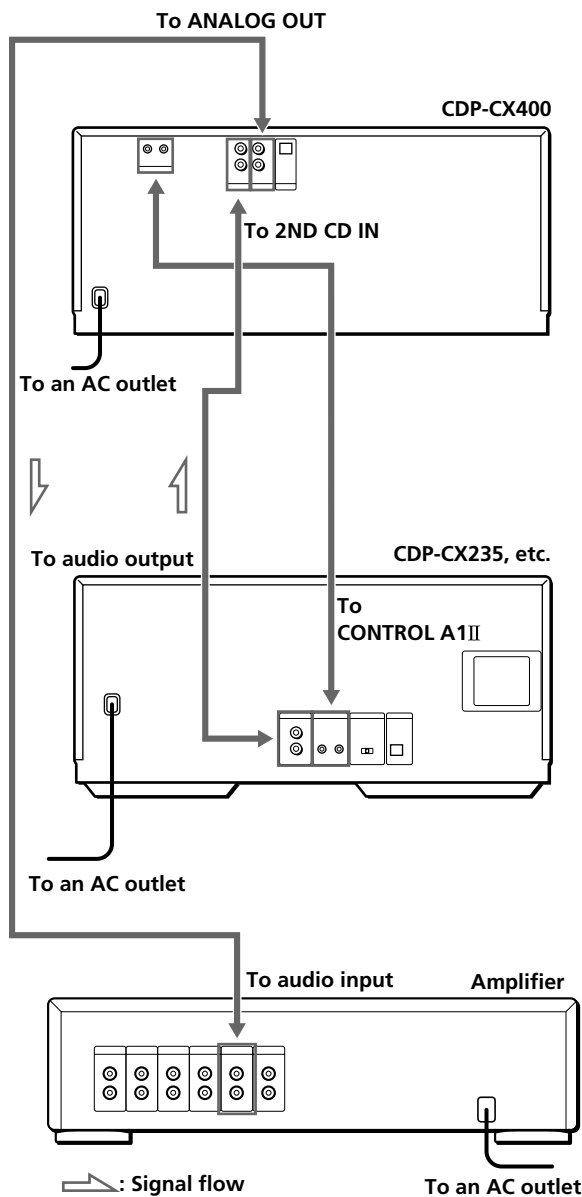 To ANALOG OUT
CDP-CX400
To 2ND CD IN
To an AC outlet
To audio output
CDP-CX235, etc.
To
CONTROL A1Ⅱ
To an AC outlet
To audio input
Amplifier
: Signal flow
To an AC outlet